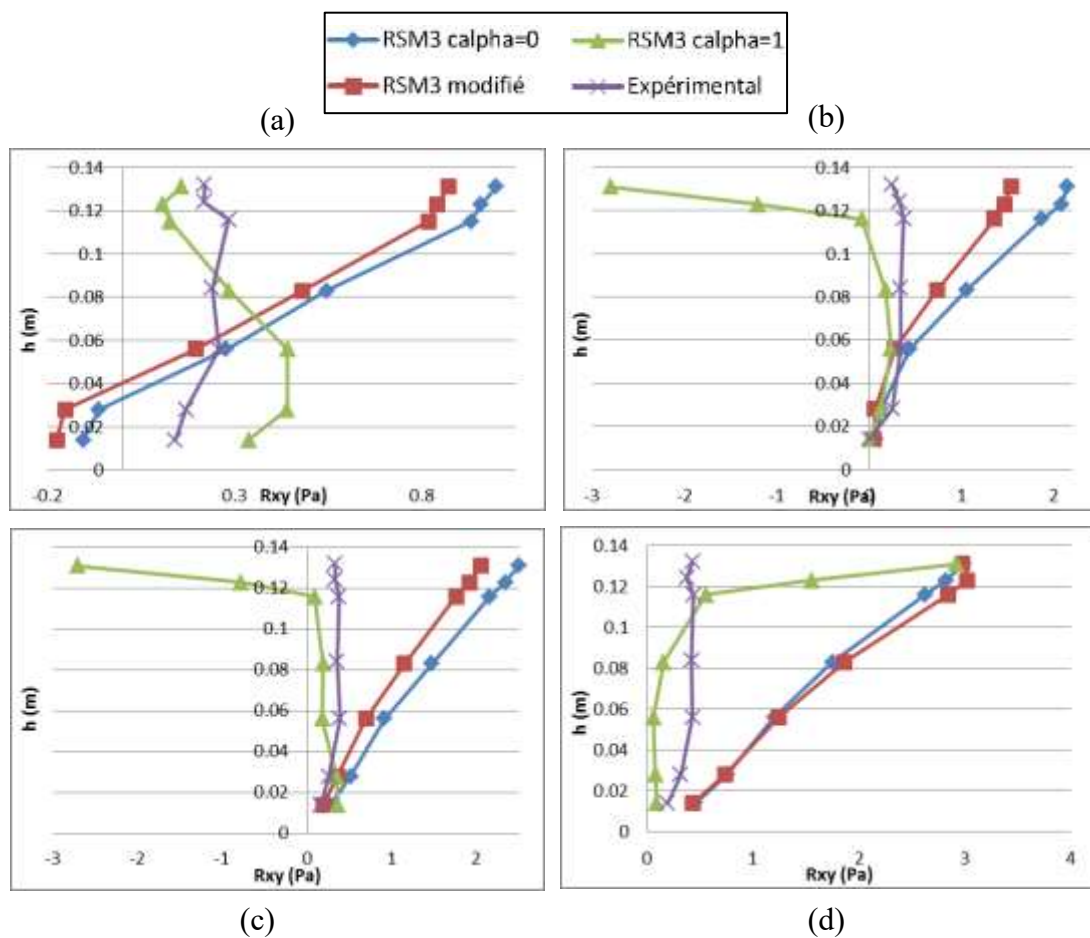 RSM3 calpha=0 RSM3 calpha=1
RSM3 modifié Expérimental
(a) (b)
0.14
0.12
0.1
0.08
0.06
0.04
0.02
0
h (m)
-0.2 0.3 0.8
Rxy (Pa)
0.14
0.12
0.1
0.08
0.06
0.04
0.02
0
h (m)
-3 -2 -1 0 1 2
Rxy (Pa)
0.14
0.12
0.1
0.08
0.06
0.04
0.02
0
h (m)
-3 -2 -1 0 1 2
Rxy (Pa)
0.14
0.12
0.1
0.08
0.06
0.04
0.02
0
h (m)
0 1 2 3 4
Rxy (Pa)
(c) (d)